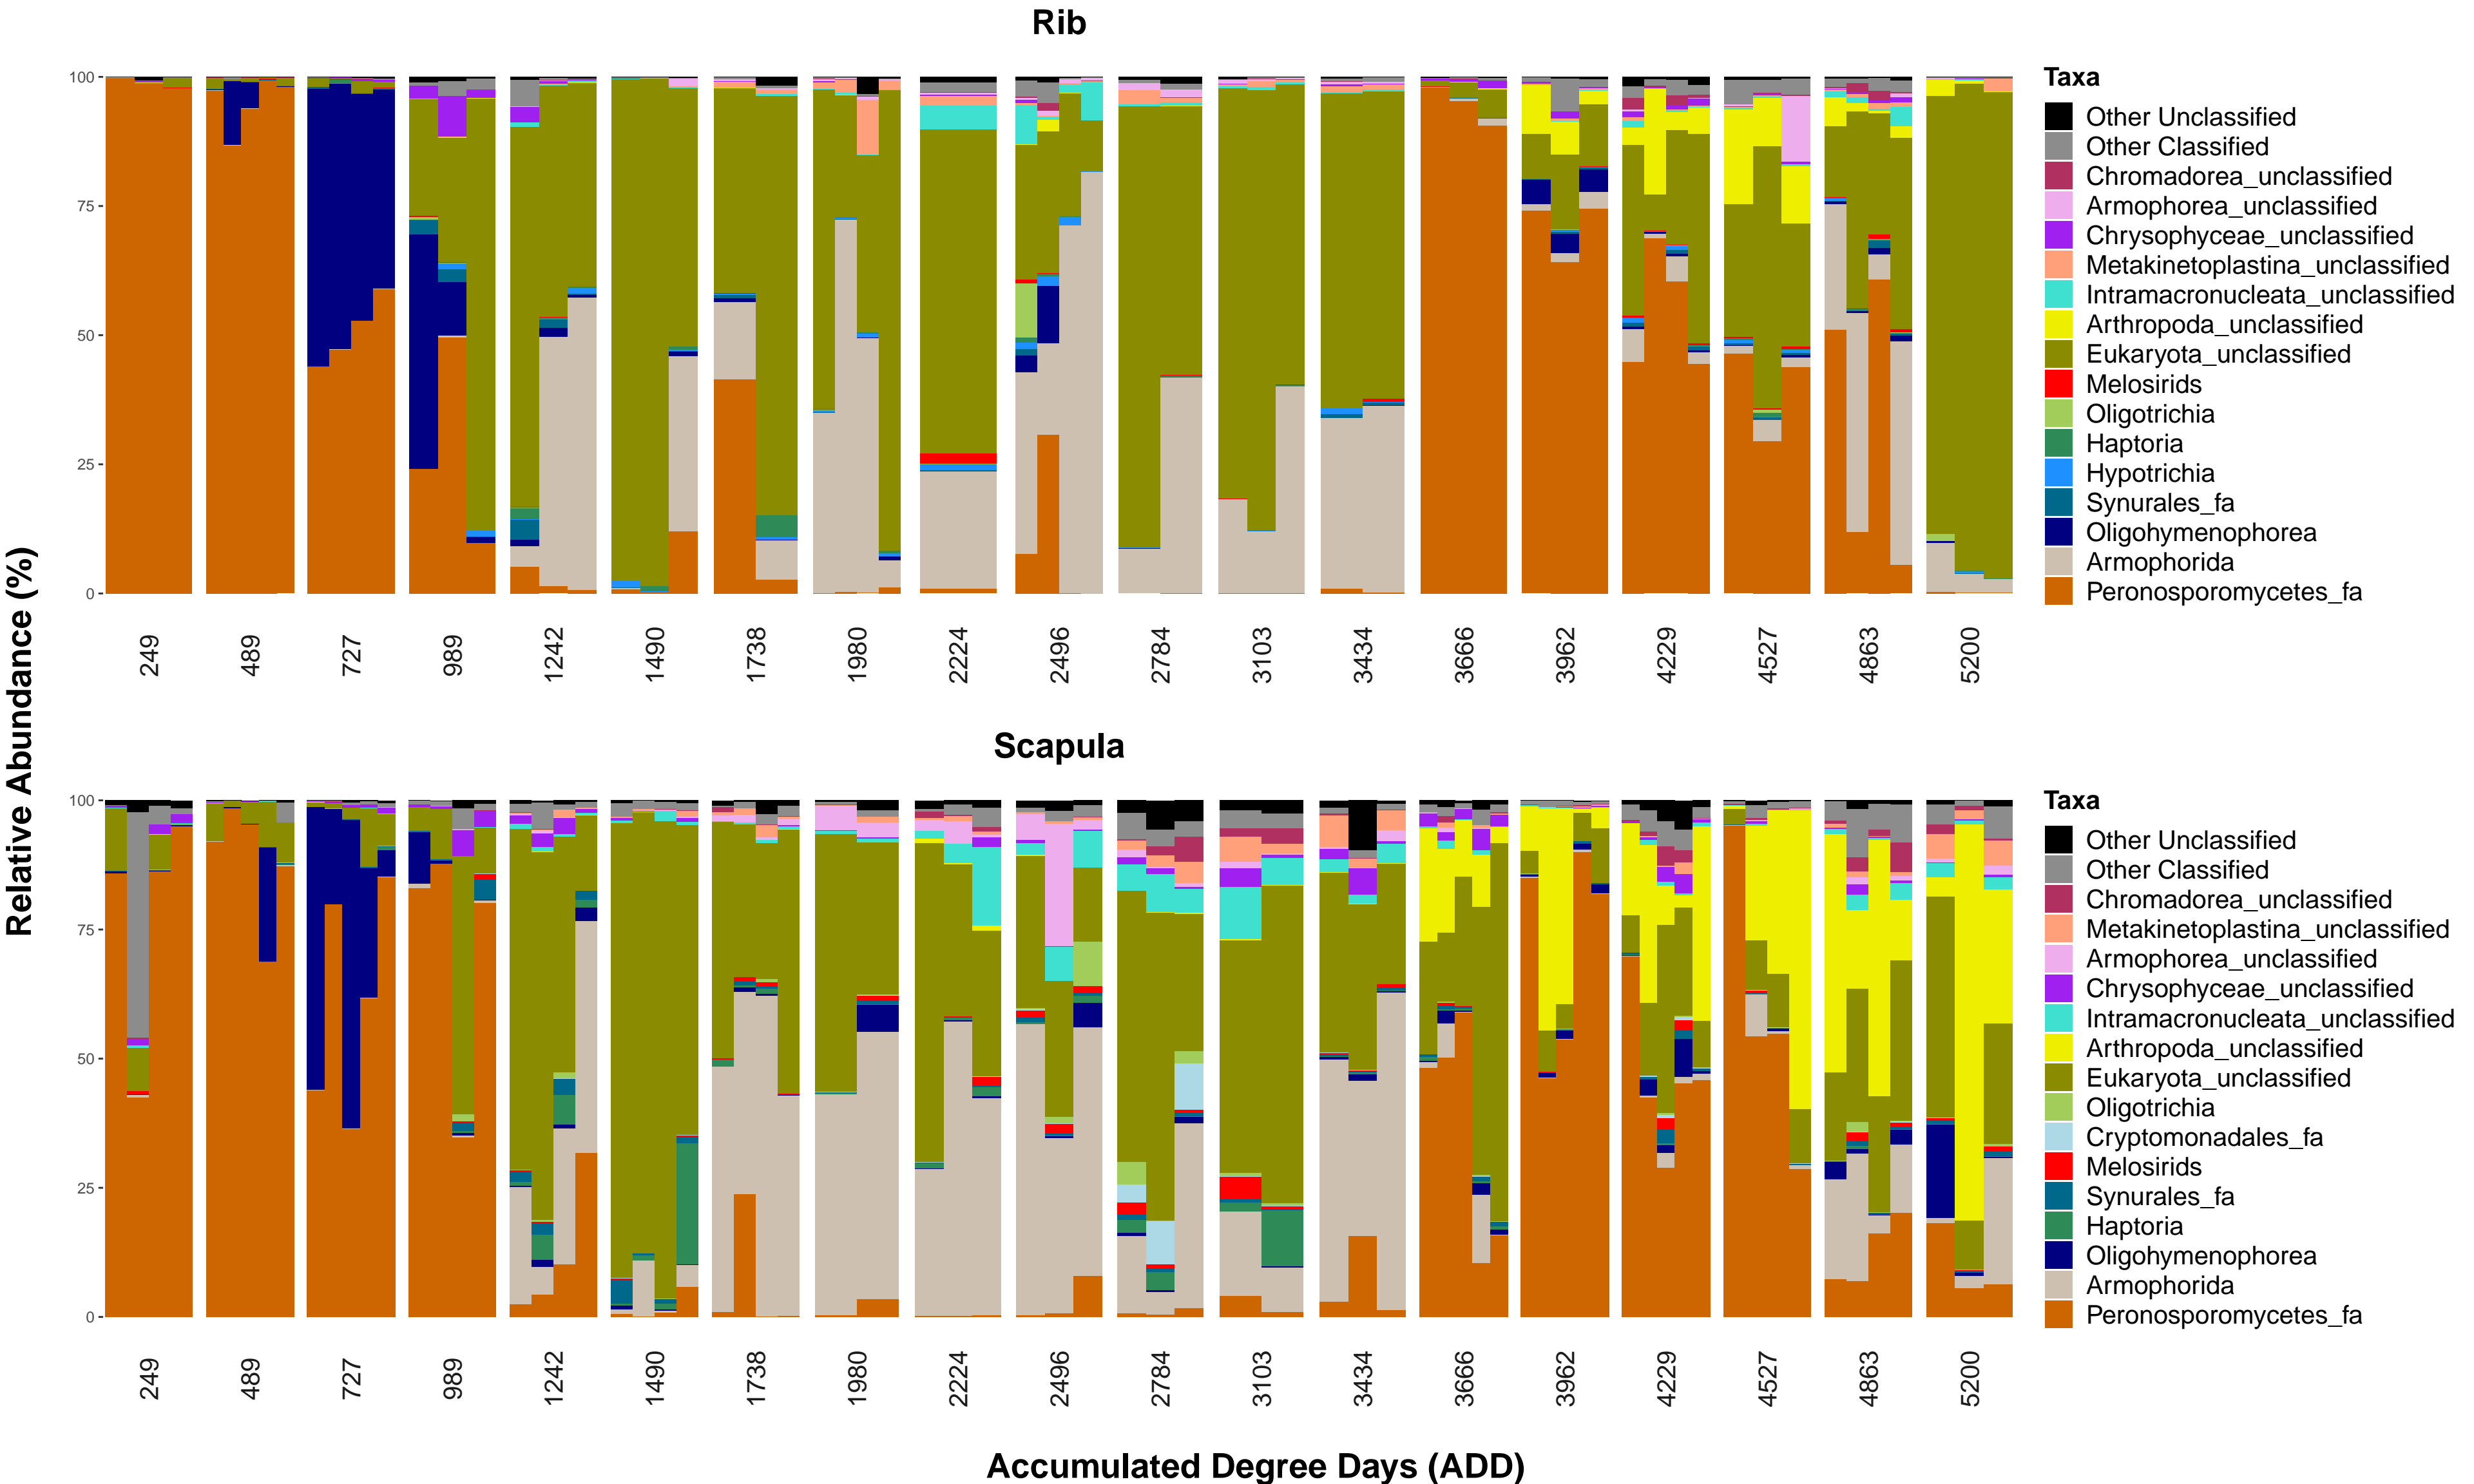 Rib
100
75
50
25
0
249 489 727 989 1242 1490 1738 1980 2224 2496 2784 3103 3434 3666 3962 4229 4527 4863 5200
Taxa
Other Unclassified
Other Classified
Chromadorea_unclassified
Armophorea_unclassified
Chrysophyceae_unclassified
Metakinetoplastina_unclassified
Intramacronucleata_unclassified
Arthropoda_unclassified
Eukaryota_unclassified
Melosirids
Oligotrichia
Haptoria
Hypotrichia
Synurales_fa
Oligohymenophorea
Armophorida
Peronosporomycetes_fa
Relative Abundance (%)
Scapula
100
75
50
25
0
249 489 727 989 1242 1490 1738 1980 2224 2496 2784 3103 3434 3666 3962 4229 4527 4863 5200
Taxa
Other Unclassified
Other Classified
Chromadorea_unclassified
Metakinetoplastina_unclassified
Armophorea_unclassified
Chrysophyceae_unclassified
Intramacronucleata_unclassified
Arthropoda_unclassified
Eukaryota_unclassified
Oligotrichia
Cryptomonadales_fa
Melosirids
Synurales_fa
Haptoria
Oligohymenophorea
Armophorida
Peronosporomycetes_fa
Accumulated Degree Days (ADD)